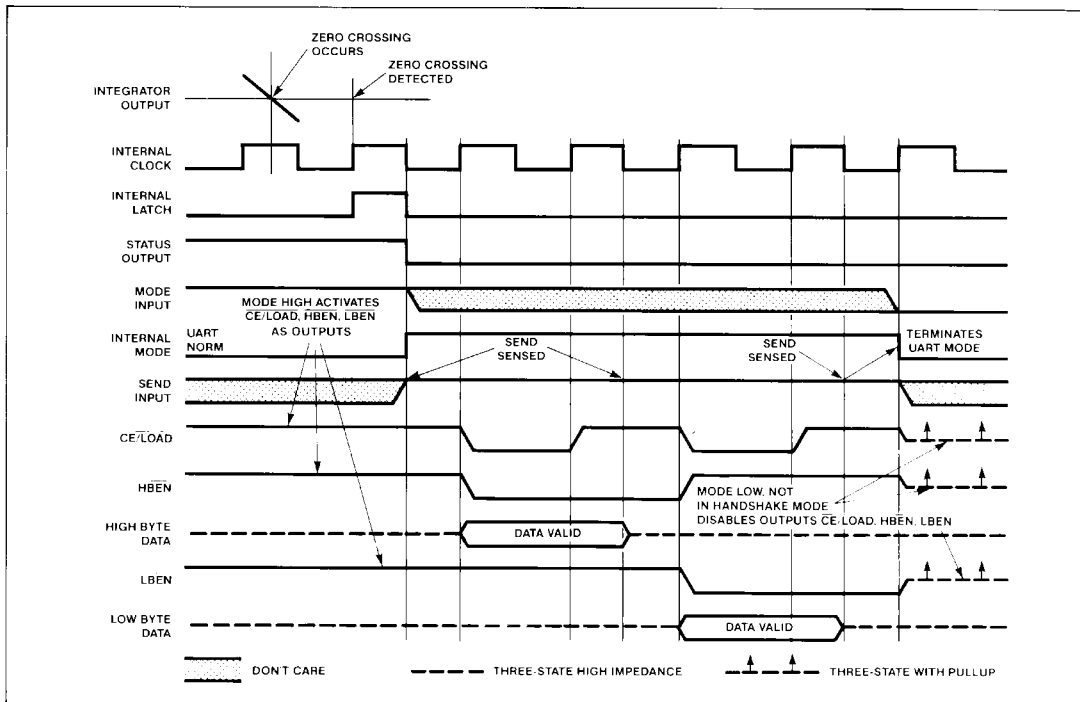 ZERO CROSSING
OCCURS
ZERO CROSSING
DETECTED
INTEGRATOR
OUTPUT
INTERNAL
CLOCK
INTERNAL
LATCH
STATUS
OUTPUT
MODE
INPUT
MODE HIGH ACTIVATES
CE/LOAD, HBEN, LBEN
AS OUTPUTS
INTERNAL
MODE
UART
NORM
SEND
SENSED
SEND
SENSED
TERMINATES
UART MODE
SEND
INPUT
CE/LOAD
HBEN
MODE LOW, NOT
IN HANDSHAKE MODE
DISABLES OUTPUTS CE/LOAD, HBEN, LBEN
HIGH BYTE
DATA
DATA VALID
LBEN
LOW BYTE
DATA
DATA VALID
DON'T CARE
THREE-STATE HIGH IMPEDANCE
THREE-STATE WITH PULLUP